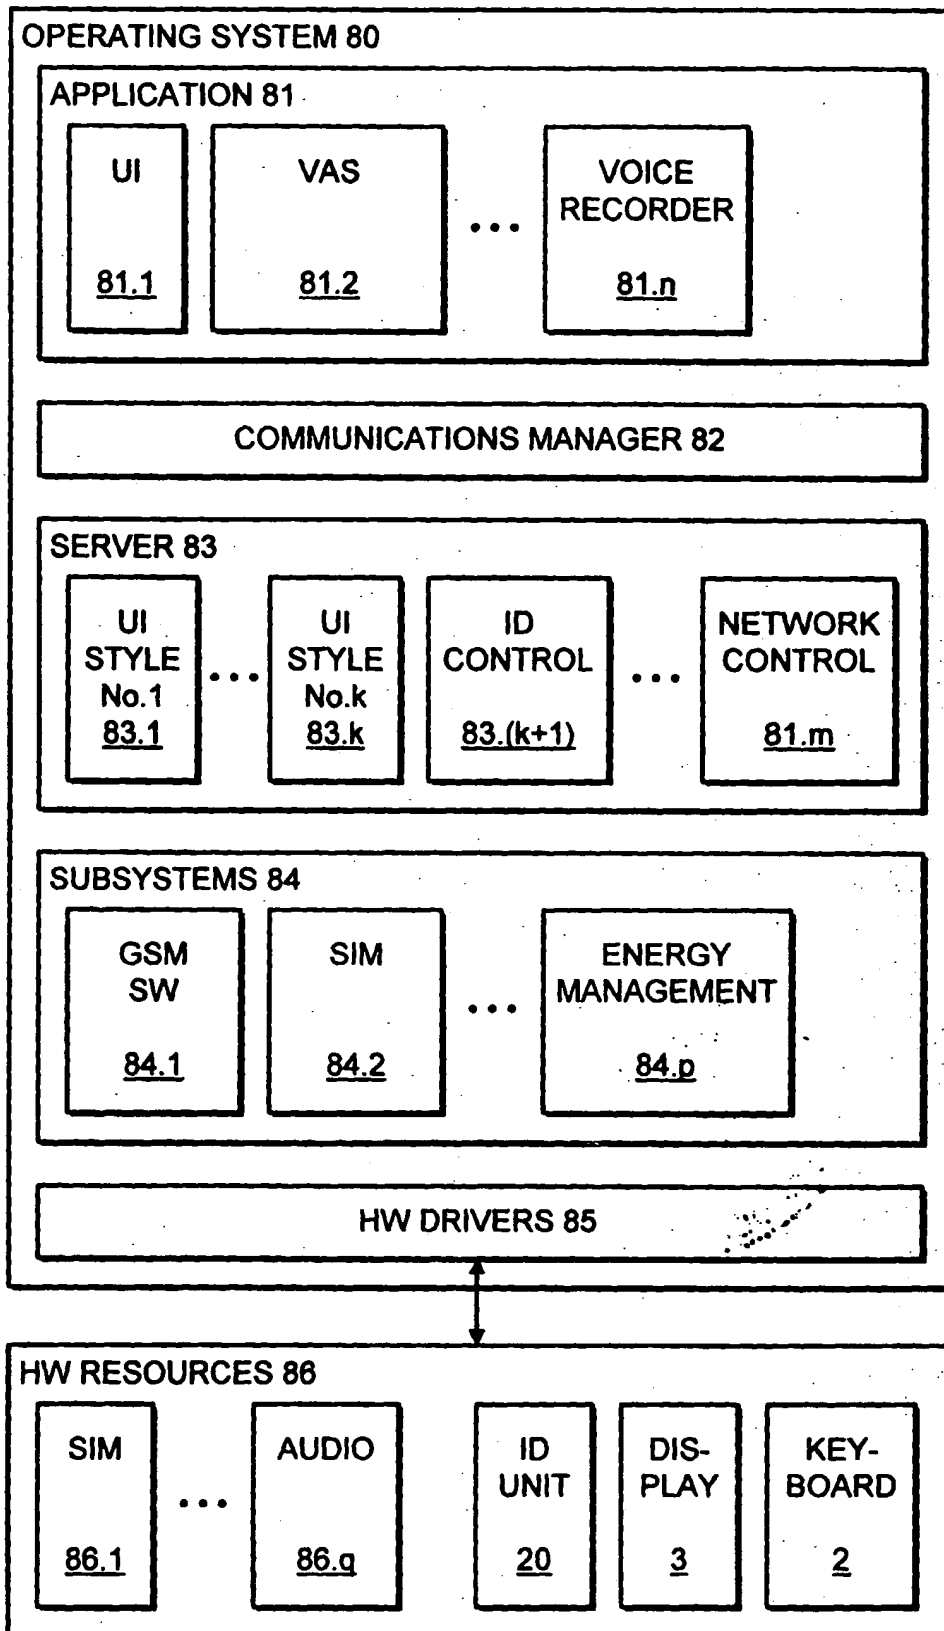 OPERATING SYSTEM 80
APPLICATION 81
UI
81.1
VAS
81.2
...
VOICE
RECORDER
81.n
COMMUNICATIONS MANAGER 82
SERVER 83
UI
STYLE
No.1
83.1
...
UI
STYLE
No.k
83.k
ID
CONTROL
83.(k+1)
...
NETWORK
CONTROL
81.m
SUBSYSTEMS 84
GSM
SW
84.1
SIM
84.2
...
ENERGY
MANAGEMENT
84.p
HW DRIVERS 85
HW RESOURCES 86
SIM
86.1
...
AUDIO
86.q
ID
UNIT
20
DIS-
PLAY
3
KEY-
BOARD
2